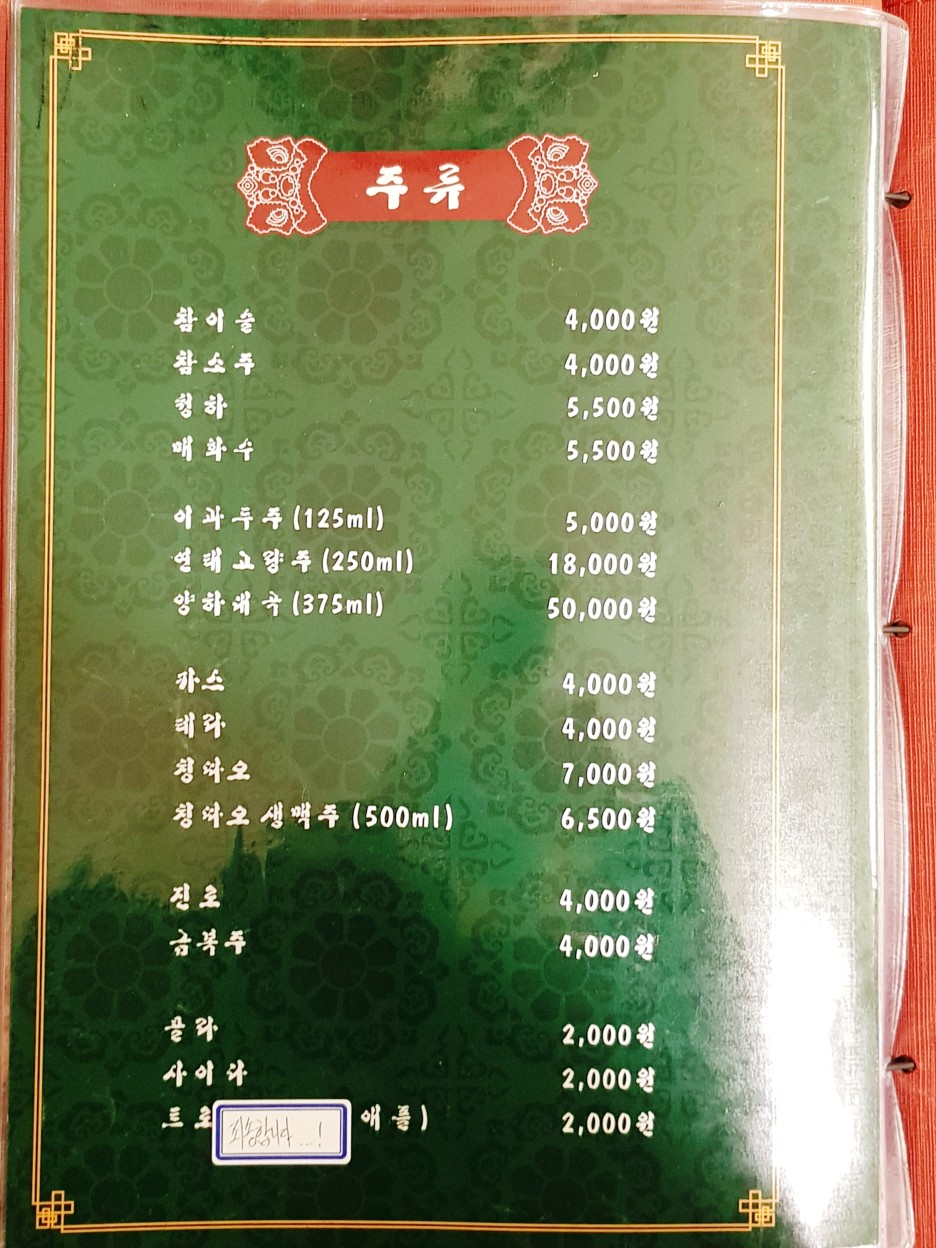 주류
참이슬 4,000원
참소주 4,000원
청하 5,500원
매화수 5,500원
이과두주 (125ml) 5,000원
연태고량주 (250ml) 18,000원
양하대곡 (375ml) 50,000원
카스 4,000원
테라 4,000원
칭따오 7,000원
칭따오 생맥주 (500ml) 6,500원
진로 4,000원
금복주 4,000원
콜라 2,000원
사이다 2,000원
트로 죄송합니다...! 애플) 2,000원